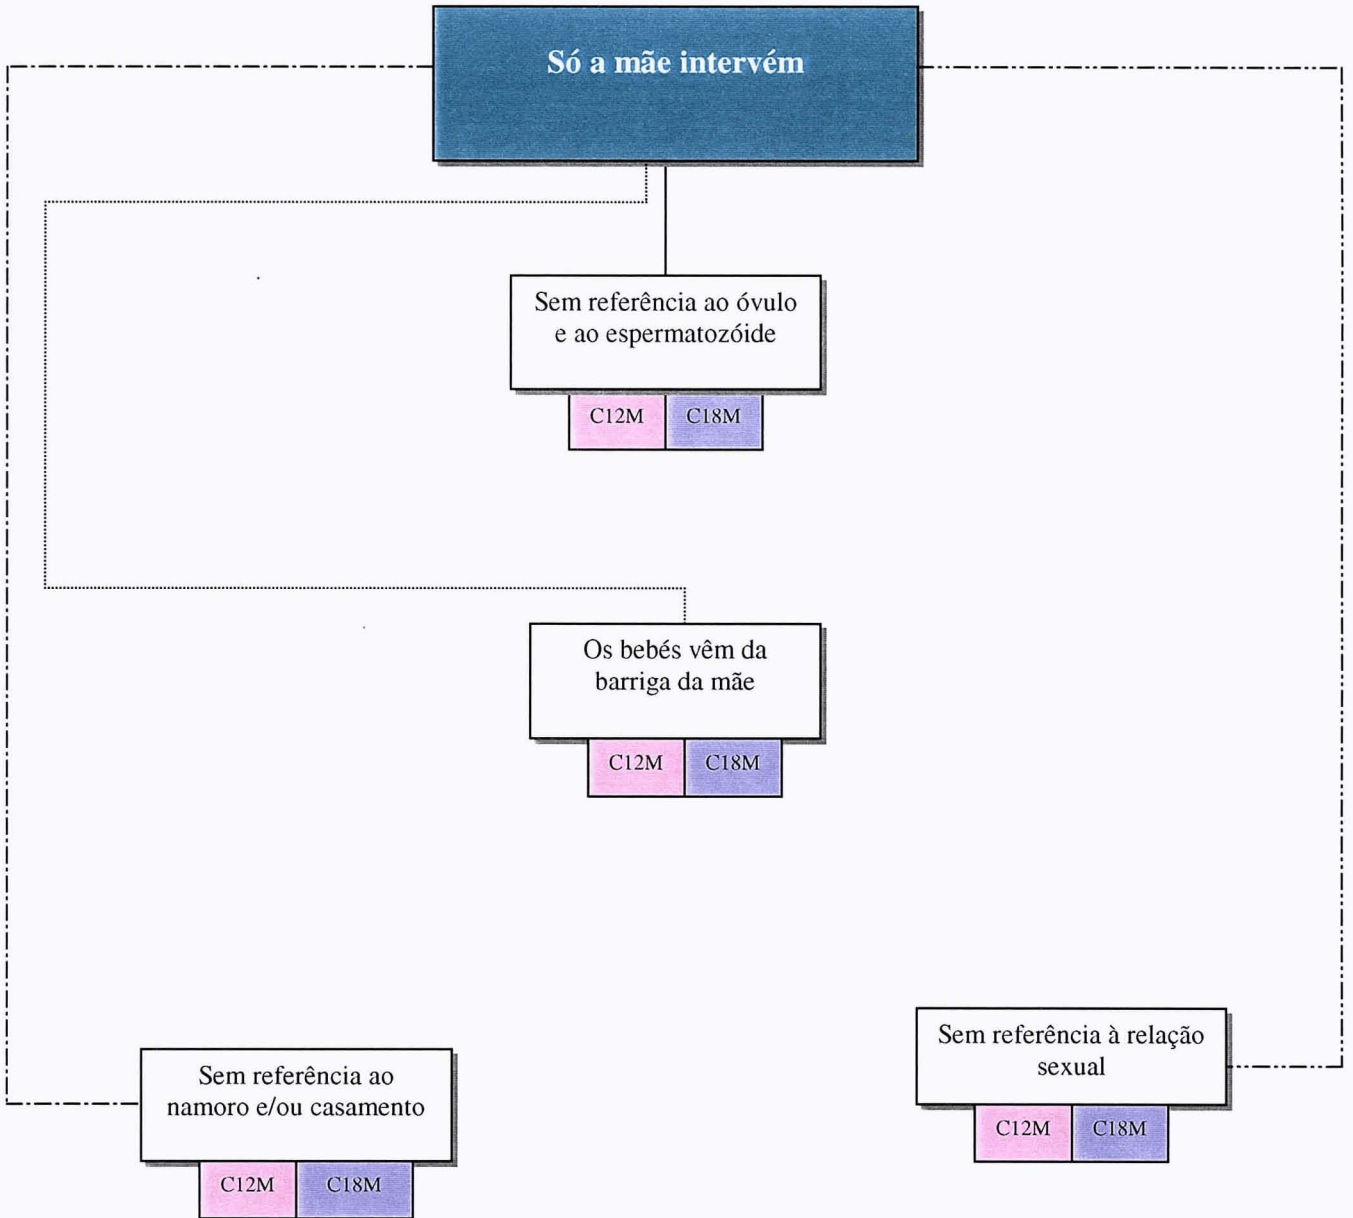 Só a mãe intervém
Sem referência ao óvulo
e ao espermatozóide
C12M C18M
Os bebés vêm da
barriga da mãe
C12M C18M
Sem referência à relação
sexual
C12M C18M
Sem referência ao
namoro e/ou casamento
C12M C18M